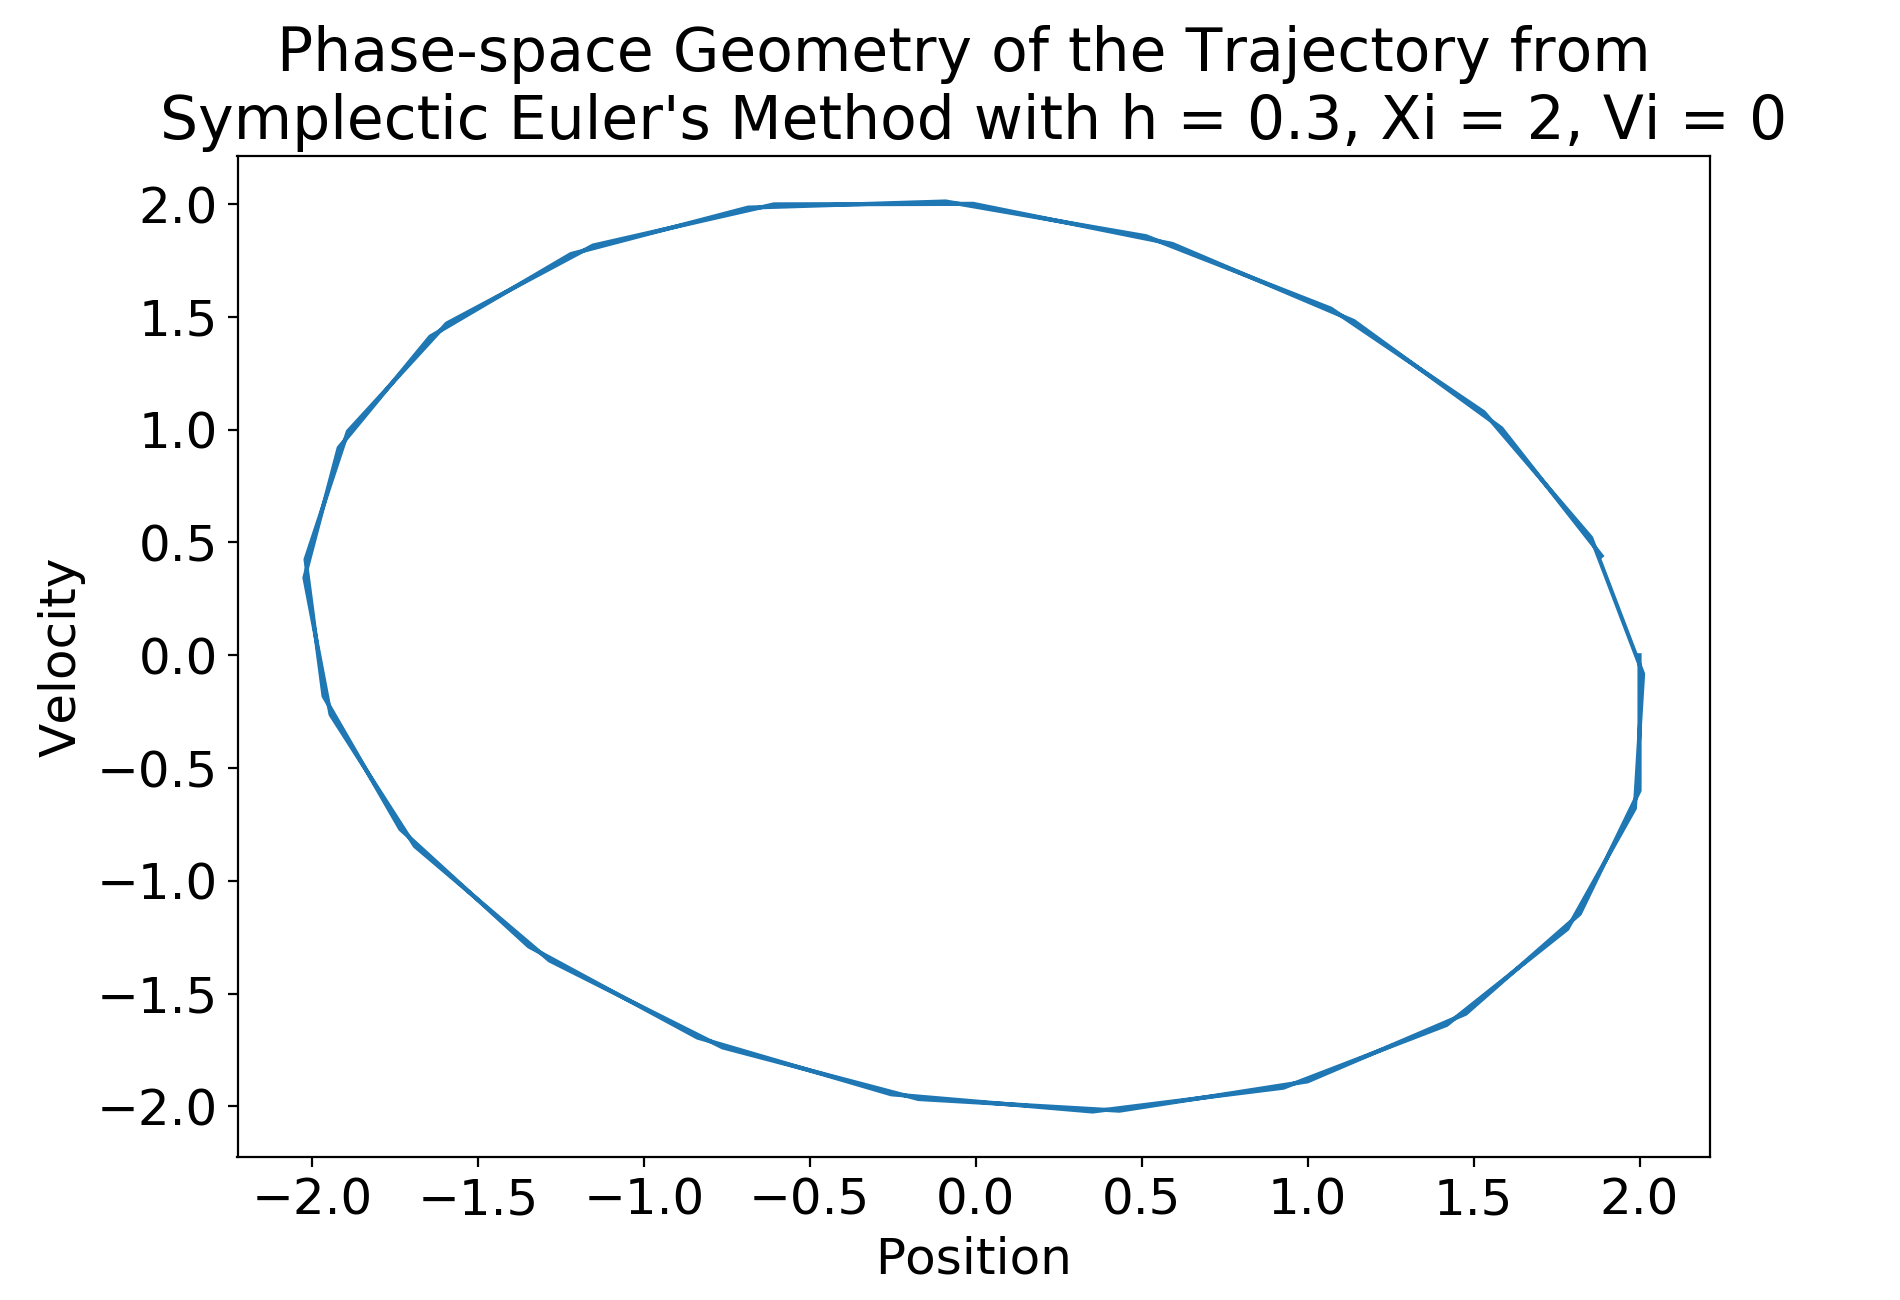 Phase-space Geometry of the Trajectory from
Symplectic Euler's Method with h = 0.3, Xi = 2, Vi = 0
2.0
1.5
1.0
0.5
0.0
−0.5
−1.0
−1.5
−2.0
Velocity
−2.0 −1.5 −1.0 −0.5 0.0 0.5 1.0 1.5 2.0
Position